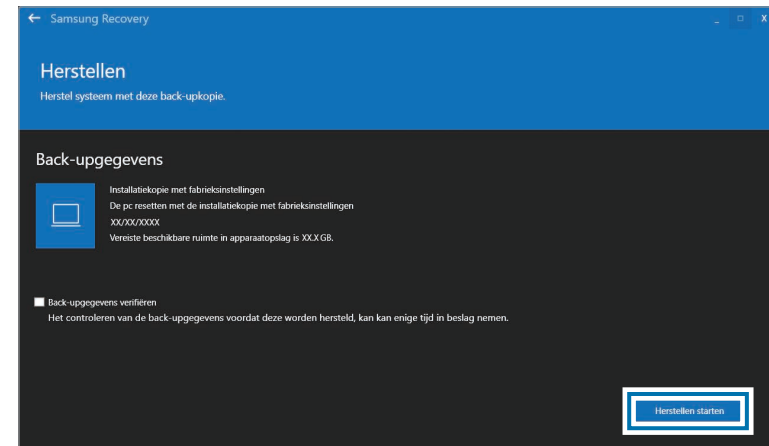 ← Samsung Recovery
Herstellen
Herstel systeem met deze back-upkopie.
Back-upgegevens
Installatiekopie met fabrieksinstellingen
De pc resetten met de installatiekopie met fabrieksinstellingen
XX/XX/XXXX
Vereiste beschikbare ruimte in apparaatopslag is XX.X GB.
Back-upgegevens verifiëren
Het controleren van de back-upgegevens voordat deze worden hersteld, kan kan enige tijd in beslag nemen.
Herstellen starten